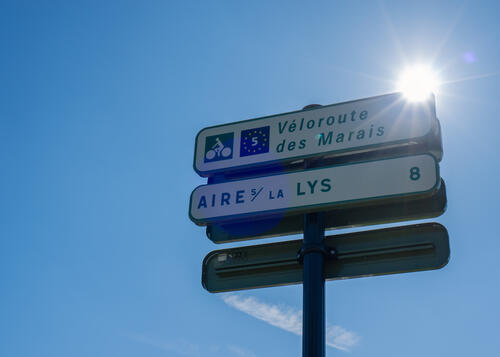 5
Véloroute
des Marais
AIRE S/ LA LYS 8